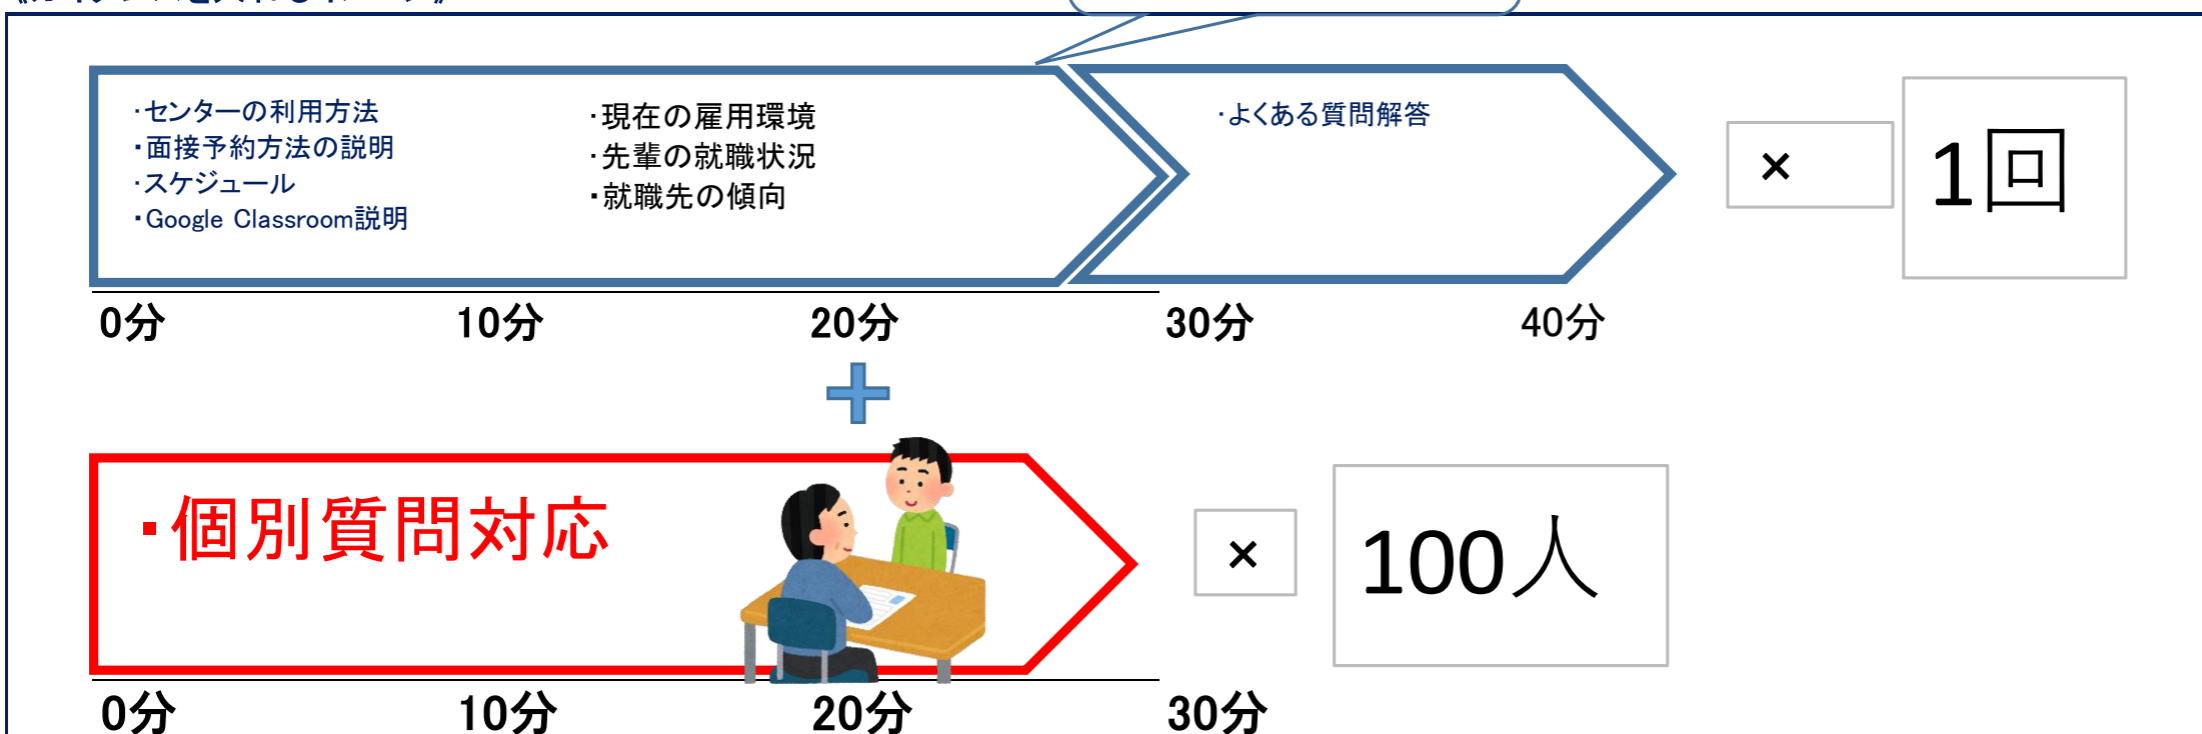 ・センターの利用方法
・面接予約方法の説明
・スケジュール
・Google Classroom説明
・現在の雇用環境
・先輩の就職状況
・就職先の傾向
・よくある質問解答
×
1回
0分
10分
20分
30分
40分
・個別質問対応
×
100人
0分
10分
20分
30分